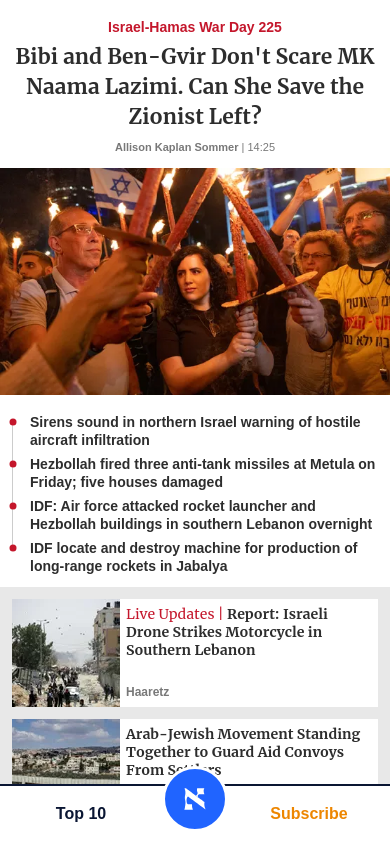 Israel-Hamas War Day 225
Bibi and Ben-Gvir Don't Scare MK
Naama Lazimi. Can She Save the
Zionist Left?
Allison Kaplan Sommer | 14:25
Sirens sound in northern Israel warning of hostile
aircraft infiltration
Hezbollah fired three anti-tank missiles at Metula on
Friday; five houses damaged
IDF: Air force attacked rocket launcher and
Hezbollah buildings in southern Lebanon overnight
IDF locate and destroy machine for production of
long-range rockets in Jabalya
Live Updates | Report: Israeli
Drone Strikes Motorcycle in
Southern Lebanon
Haaretz
Arab-Jewish Movement Standing
Together to Guard Aid Convoys
From Settlers
Top 10
א
Subscribe